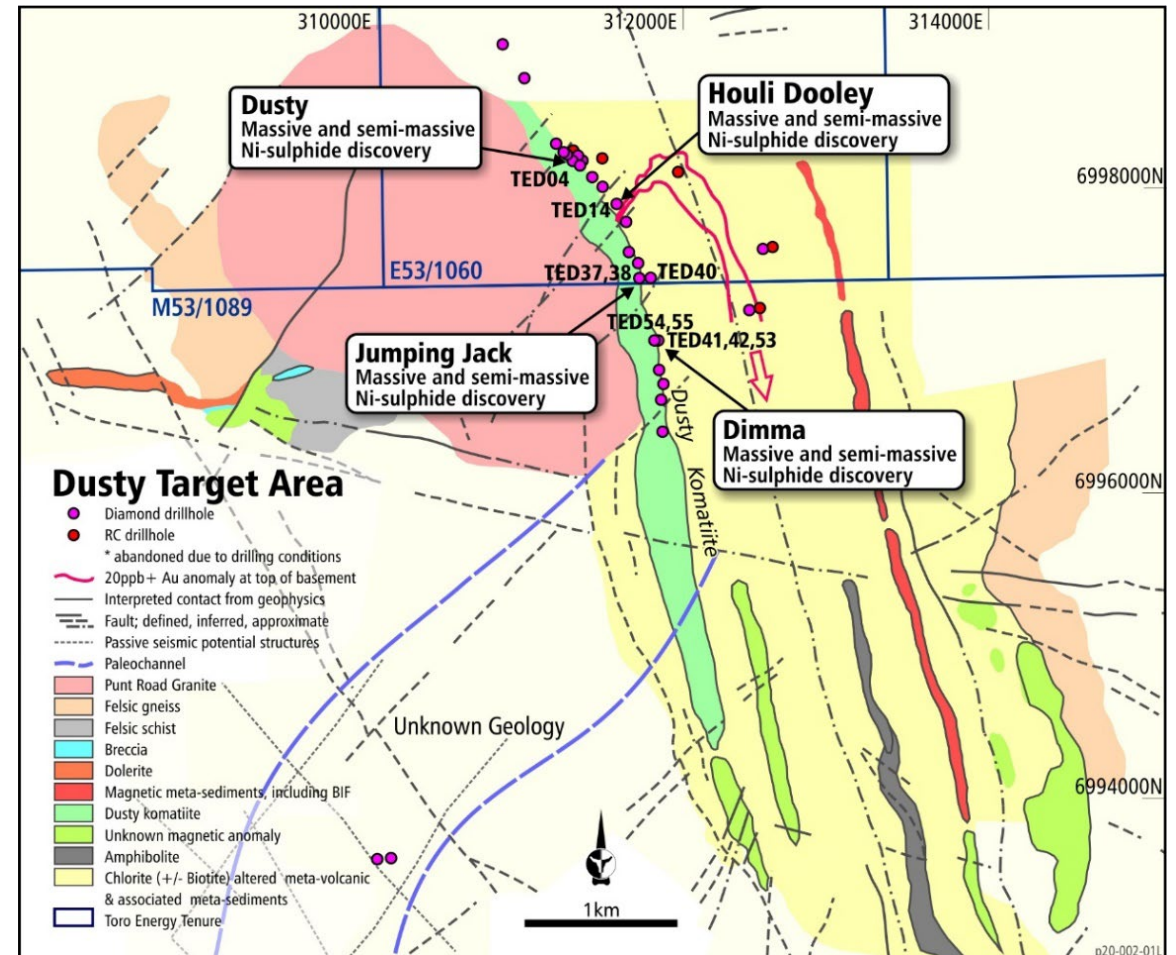 310000E
312000E
314000E
Dusty
Massive and semi-massive
Ni-sulphide discovery
Houli Dooley
Massive and semi-massive
Ni-sulphide discovery
TED04
6998000N
TED14
E53/1060
TED37,38
TED40
M53/1089
TED54,55
TED41,42,53
Jumping Jack
Massive and semi-massive
Ni-sulphide discovery
Dimma
Massive and semi-massive
Ni-sulphide discovery
Dusty Komatiite
6996000N
Dusty Target Area
Diamond drillhole
RC drillhole
* abandoned due to drilling conditions
20ppb+ Au anomaly at top of basement
Interpreted contact from geophysics
Fault; defined, inferred, approximate
Passive seismic potential structures
Paleochannel
Punt Road Granite
Felsic gneiss
Felsic schist
Breccia
Dolerite
Magnetic meta-sediments, including BIF
Dusty komatiite
Unknown magnetic anomaly
Amphibolite
Chlorite (+/- Biotite) altered meta-volcanic
& associated meta-sediments
Toro Energy Tenure
Unknown Geology
6994000N
1km
p20-002-01L